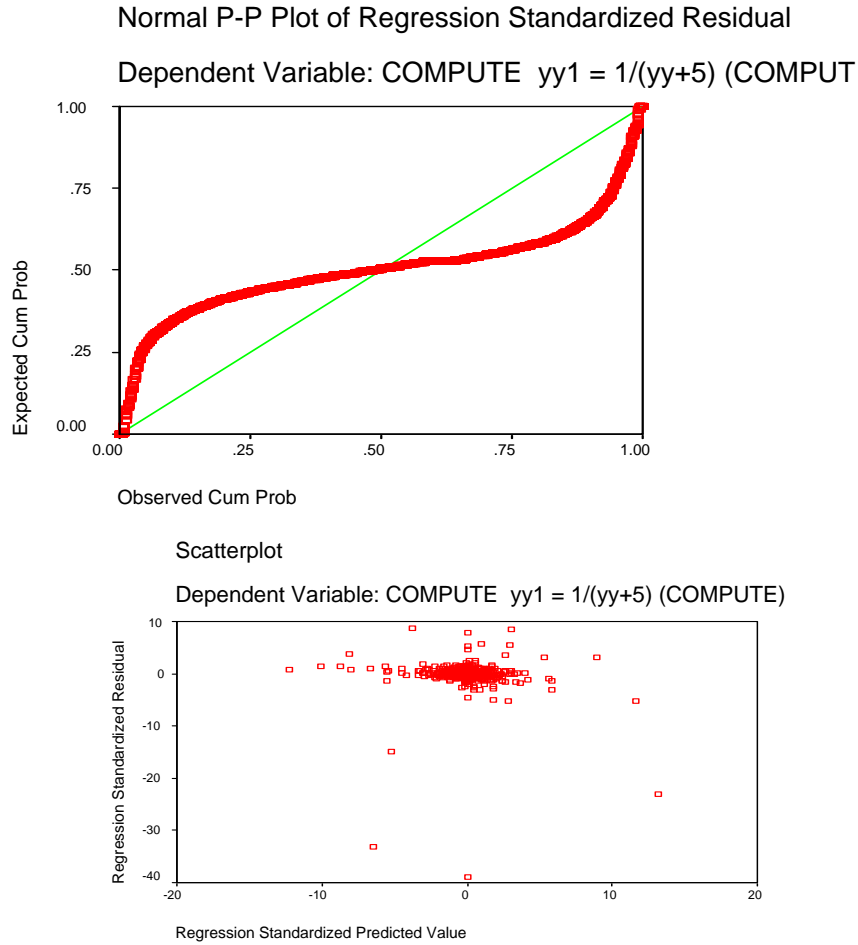 Normal P-P Plot of Regression Standardized Residual
Dependent Variable: COMPUTE yy1 = 1/(yy+5) (COMPUT
Expected Cum Prob
1.00
.75
.50
.25
0.00
0.00 .25 .50 .75 1.00
Observed Cum Prob
Scatterplot
Dependent Variable: COMPUTE yy1 = 1/(yy+5) (COMPUTE)
Regression Standardized Residual
10
0
-10
-20
-30
-40
-20 -10 0 10 20
Regression Standardized Predicted Value